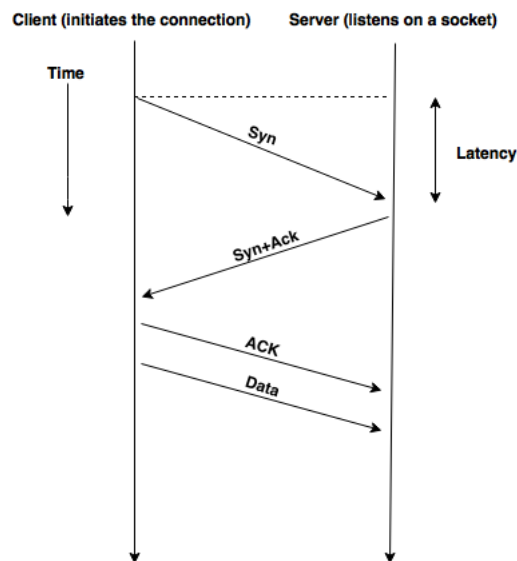 Client (initiates the connection)
Server (listens on a socket)
Time
Syn
Latency
Syn+Ack
ACK
Data